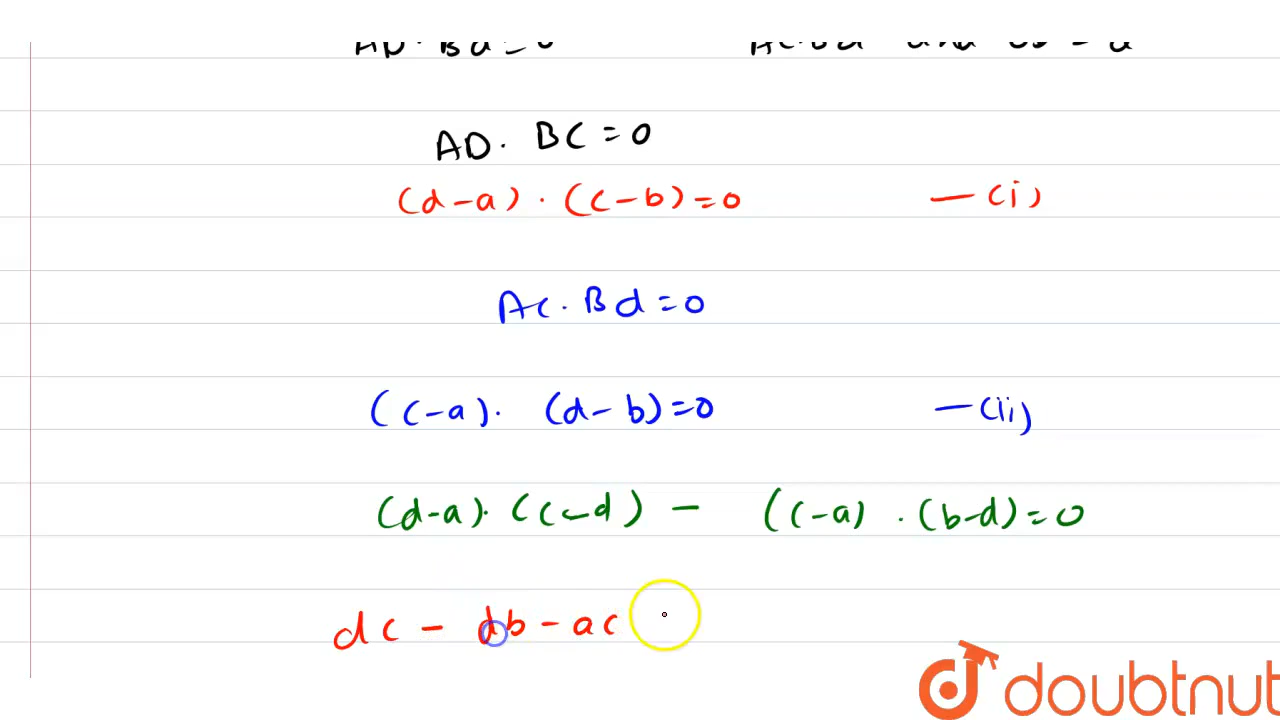 AD . BC = 0
(d-a) . (c-b) = 0 — (i)
AC . Bd = 0
(c-a) . (d-b) = 0 — (ii)
(d-a) . (c-d) - (c-a) . (b-d) = 0
dc - db - ac
doubtnut